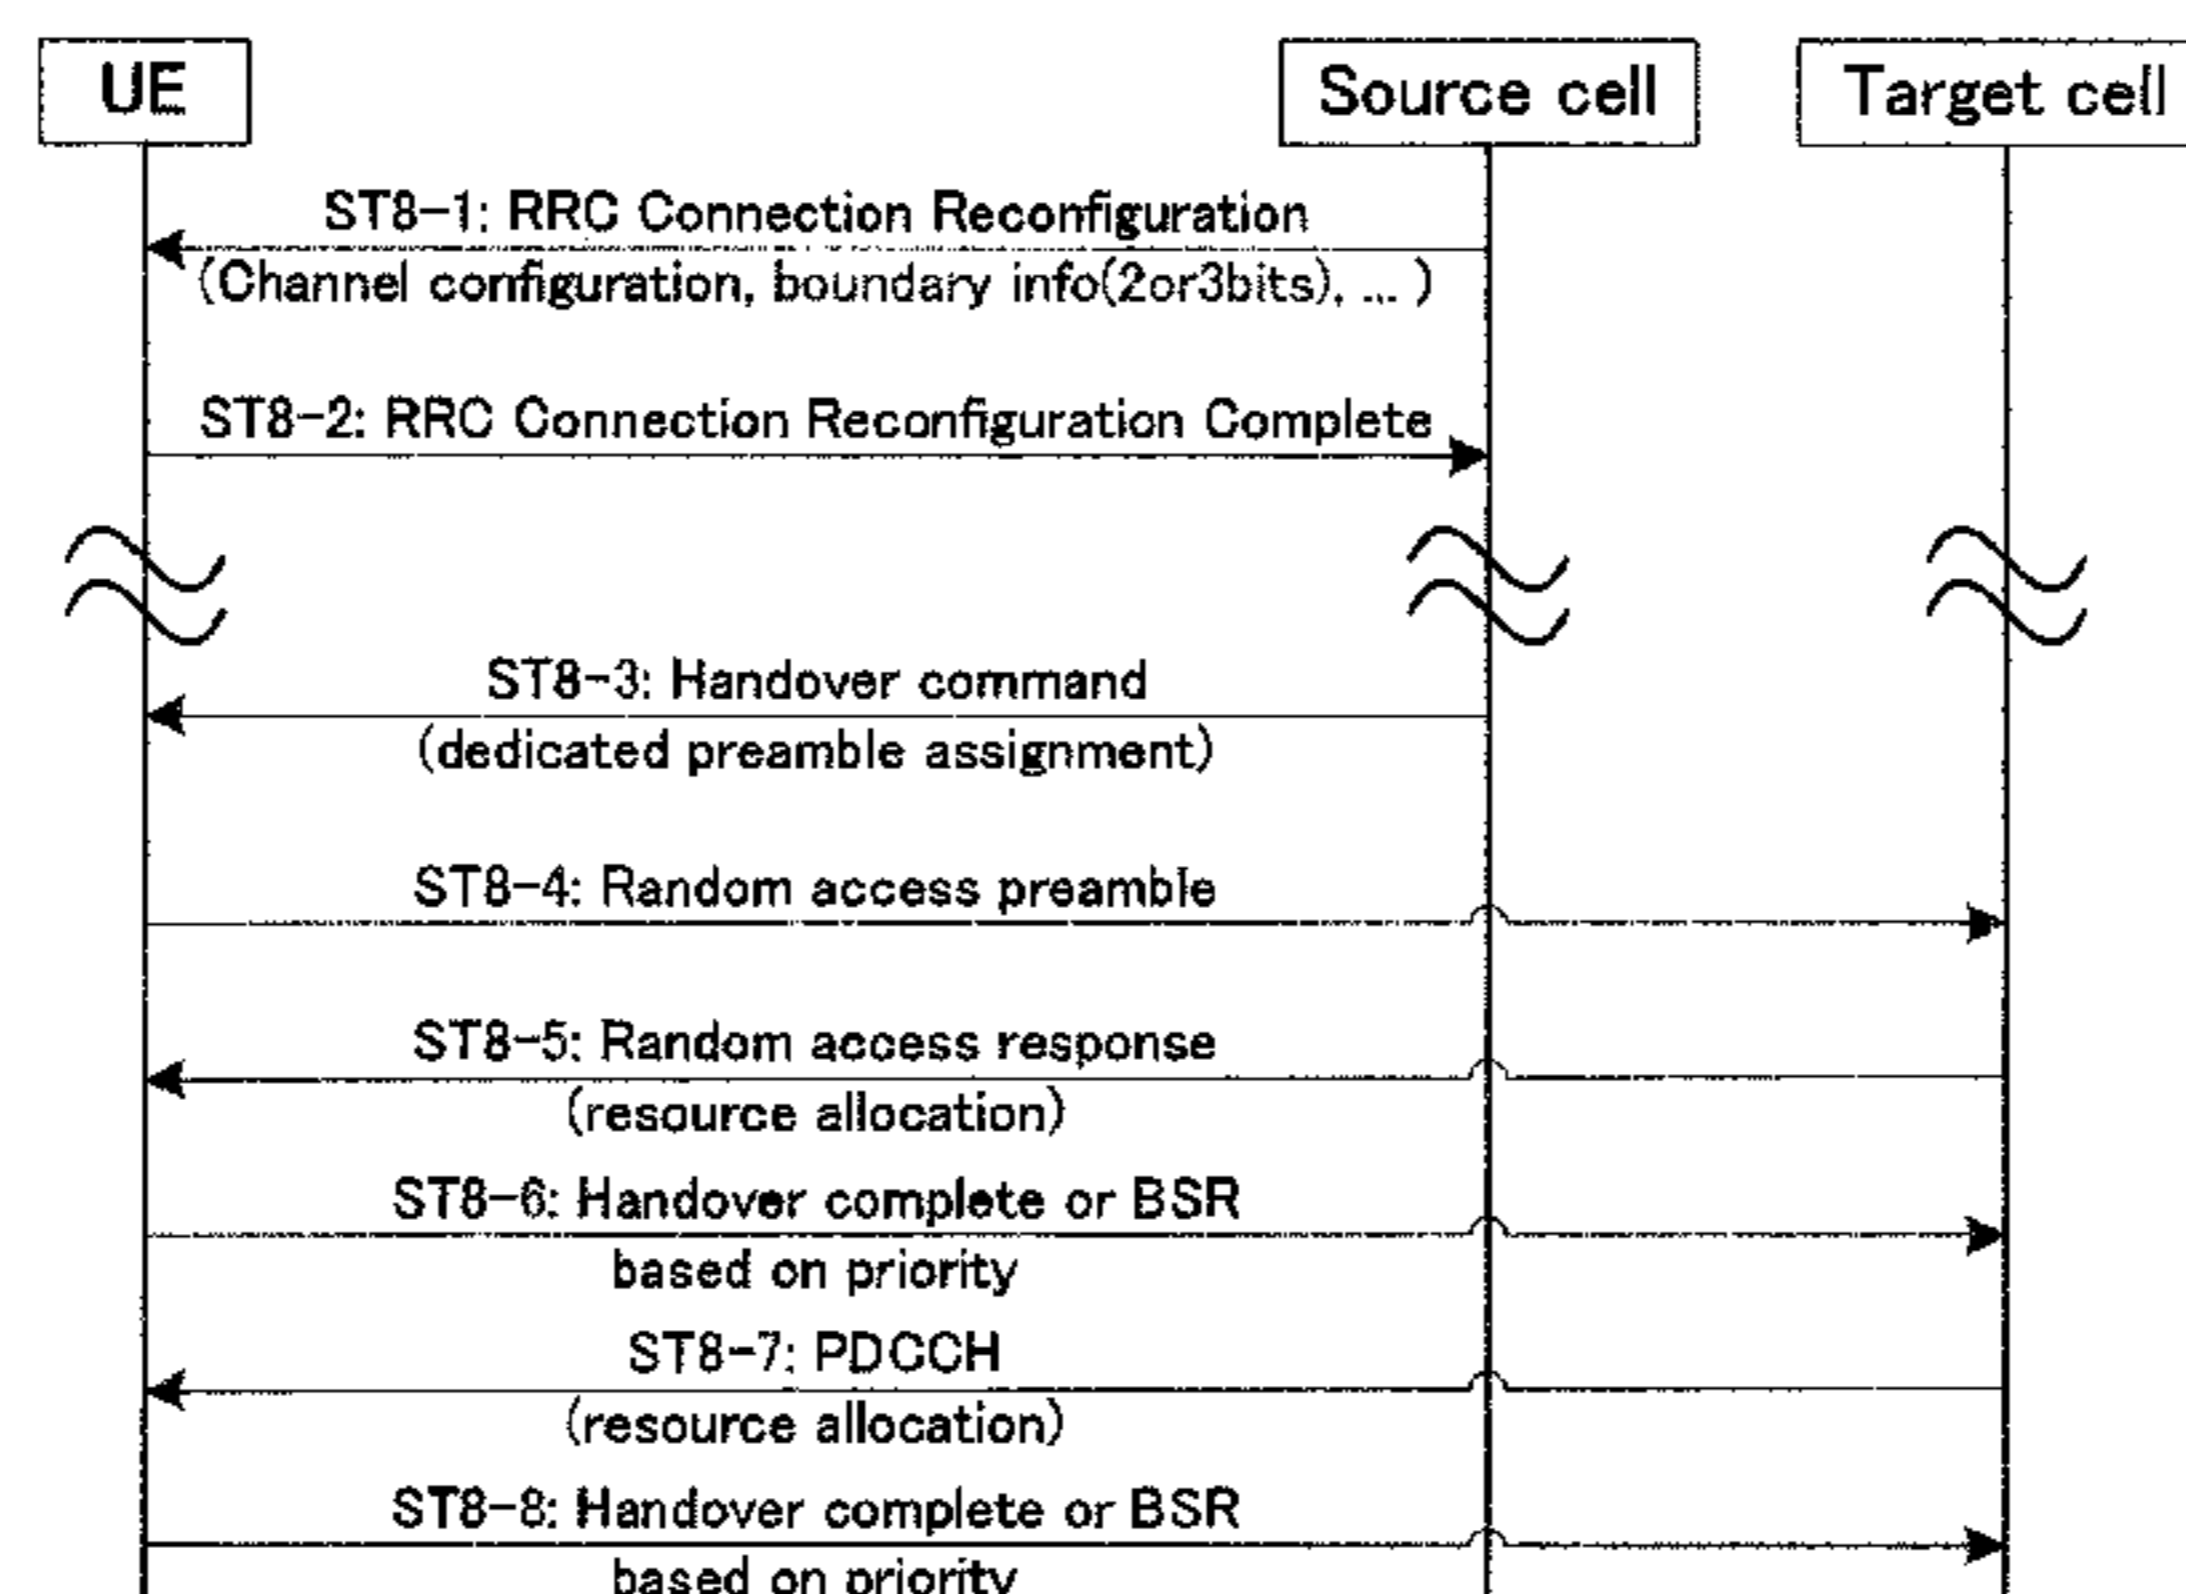 UE
Source cell
Target cell
ST8-1: RRC Connection Reconfiguration
(Channel configuration, boundary info(2or3bits), ... )
ST8-2: RRC Connection Reconfiguration Complete
ST8-3: Handover command
(dedicated preamble assignment)
ST8-4: Random access preamble
ST8-5: Random access response
(resource allocation)
ST8-6: Handover complete or BSR
based on priority
ST8-7: PDCCH
(resource allocation)
ST8-8: Handover complete or BSR
based on priority